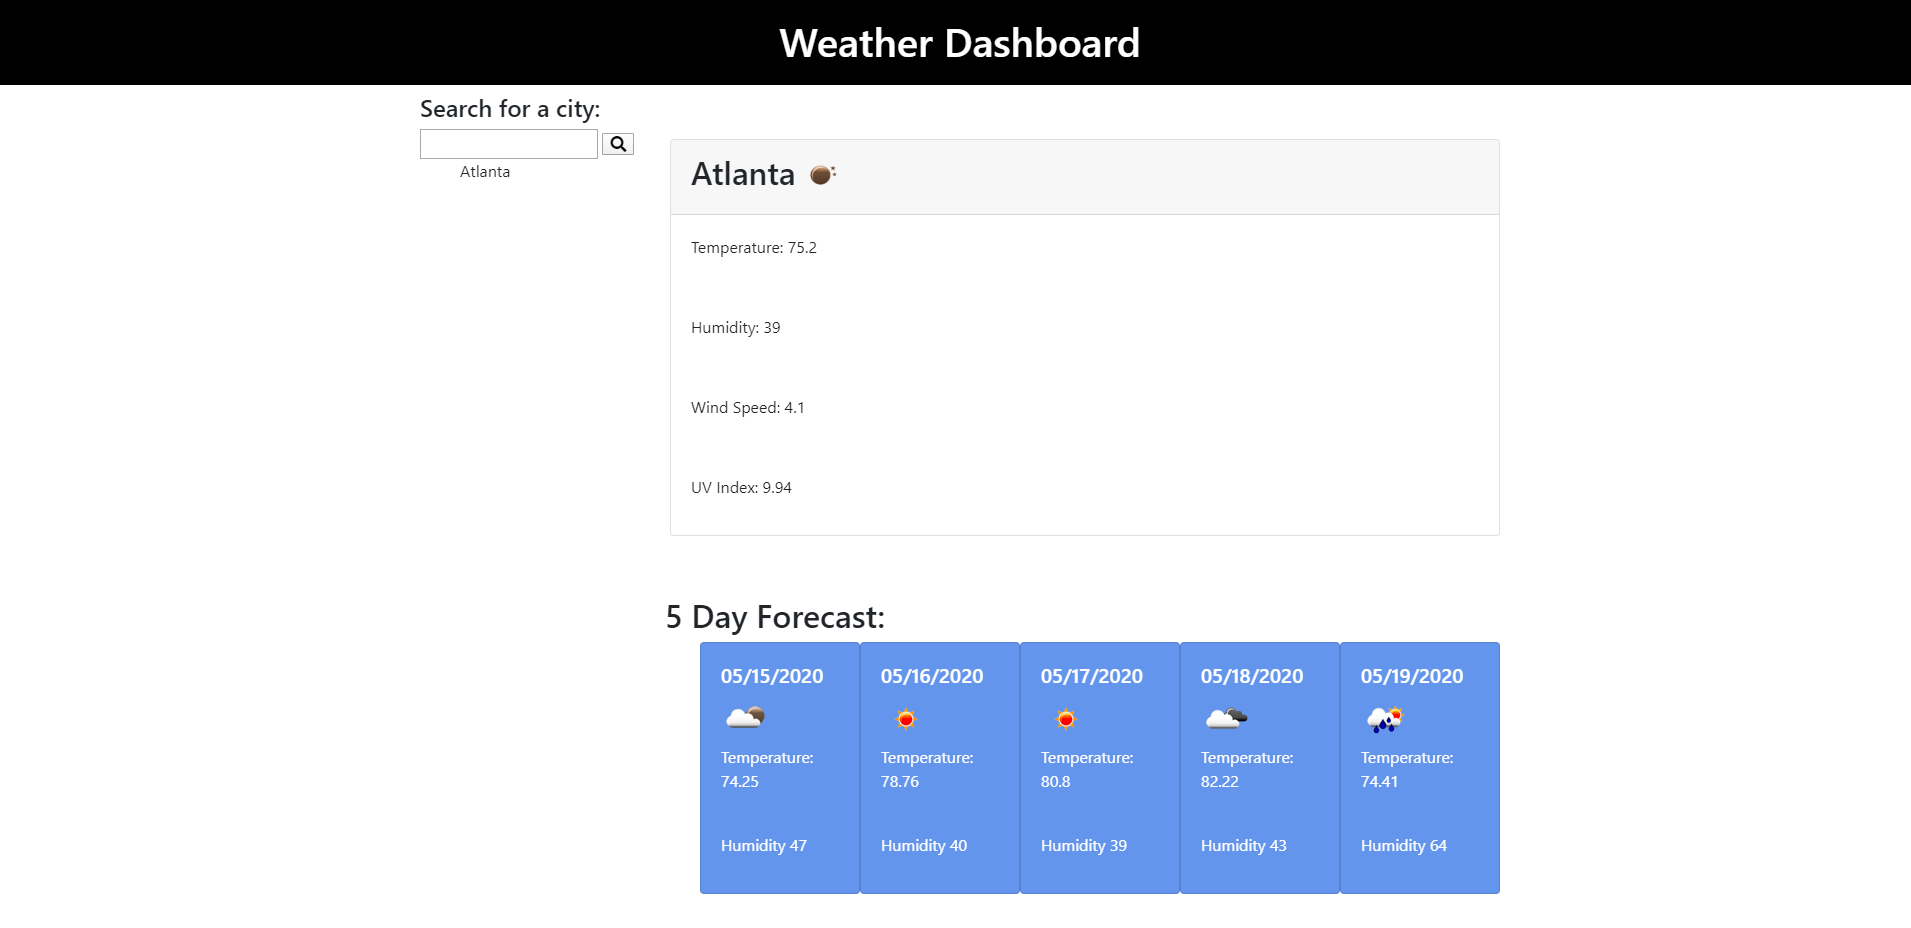 Weather Dashboard
Search for a city:
Atlanta
Atlanta
Temperature: 75.2
Humidity: 39
Wind Speed: 4.1
UV Index: 9.94
5 Day Forecast:
05/15/2020
Temperature:
74.25
Humidity 47
05/16/2020
Temperature:
78.76
Humidity 40
05/17/2020
Temperature:
80.8
Humidity 39
05/18/2020
Temperature:
82.22
Humidity 43
05/19/2020
Temperature:
74.41
Humidity 64